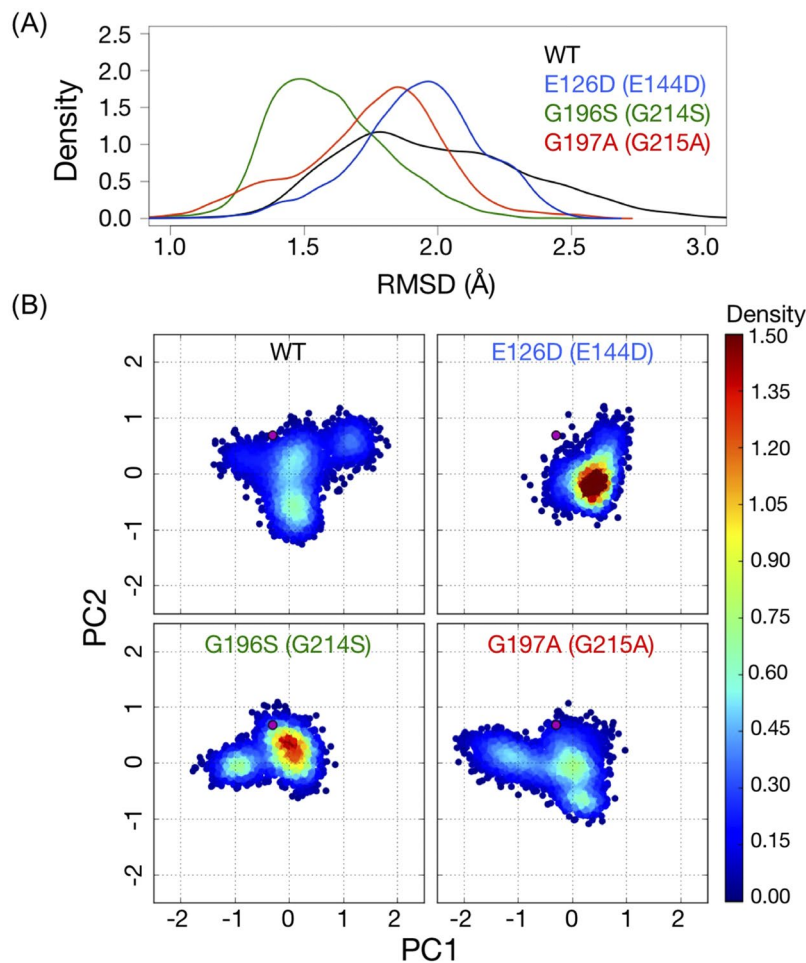 (A)
2.5
2.0
1.5
1.0
0.5
0.0
Density
WT
E126D (E144D)
G196S (G214S)
G197A (G215A)
1.0 1.5 2.0 2.5 3.0
RMSD (Å)
(B)
Density
WT
E126D (E144D)
2
1
0
-1
-2
G196S (G214S)
G197A (G215A)
2
1
0
-1
-2
PC2
-2 -1 0 1 2
-2 -1 0 1 2
PC1
1.50
1.35
1.20
1.05
0.90
0.75
0.60
0.45
0.30
0.15
0.00